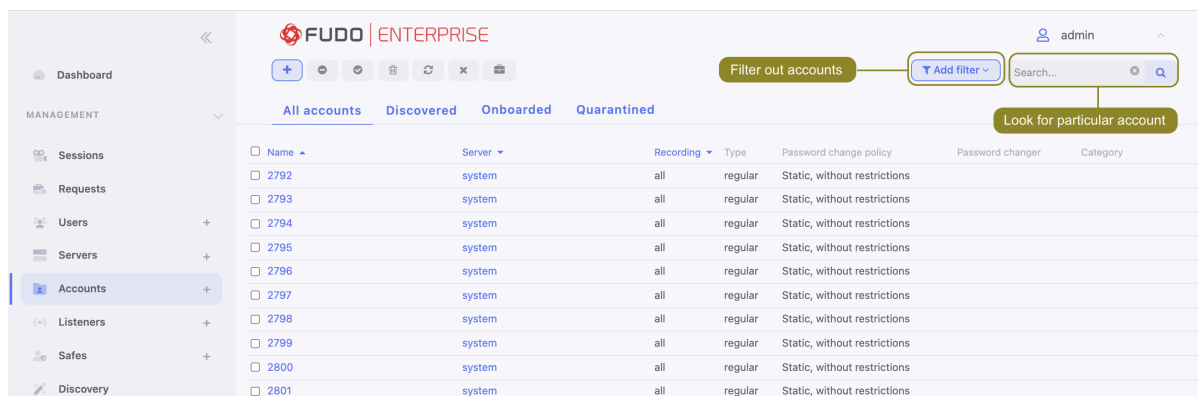 FUDO ENTERPRISE
admin
Dashboard
Filter out accounts
Add filter
Search...
MANAGEMENT
All accounts Discovered Onboarded Quarantined
Look for particular account
Sessions
Requests
Users +
Servers +
Accounts +
Listeners +
Safes +
Discovery
Name Server Recording Type Password change policy Password changer Category
2792 system all regular Static, without restrictions
2793 system all regular Static, without restrictions
2794 system all regular Static, without restrictions
2795 system all regular Static, without restrictions
2796 system all regular Static, without restrictions
2797 system all regular Static, without restrictions
2798 system all regular Static, without restrictions
2799 system all regular Static, without restrictions
2800 system all regular Static, without restrictions
2801 system all regular Static, without restrictions